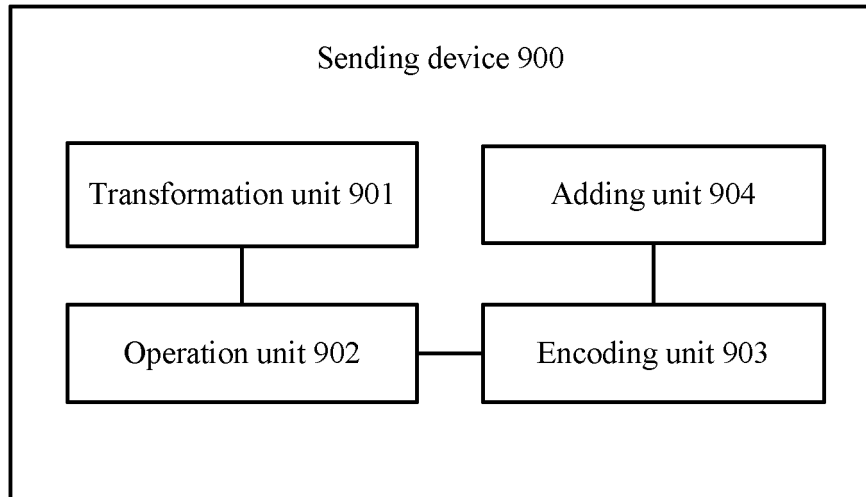 Sending device 900
Transformation unit 901
Adding unit 904
Operation unit 902
Encoding unit 903